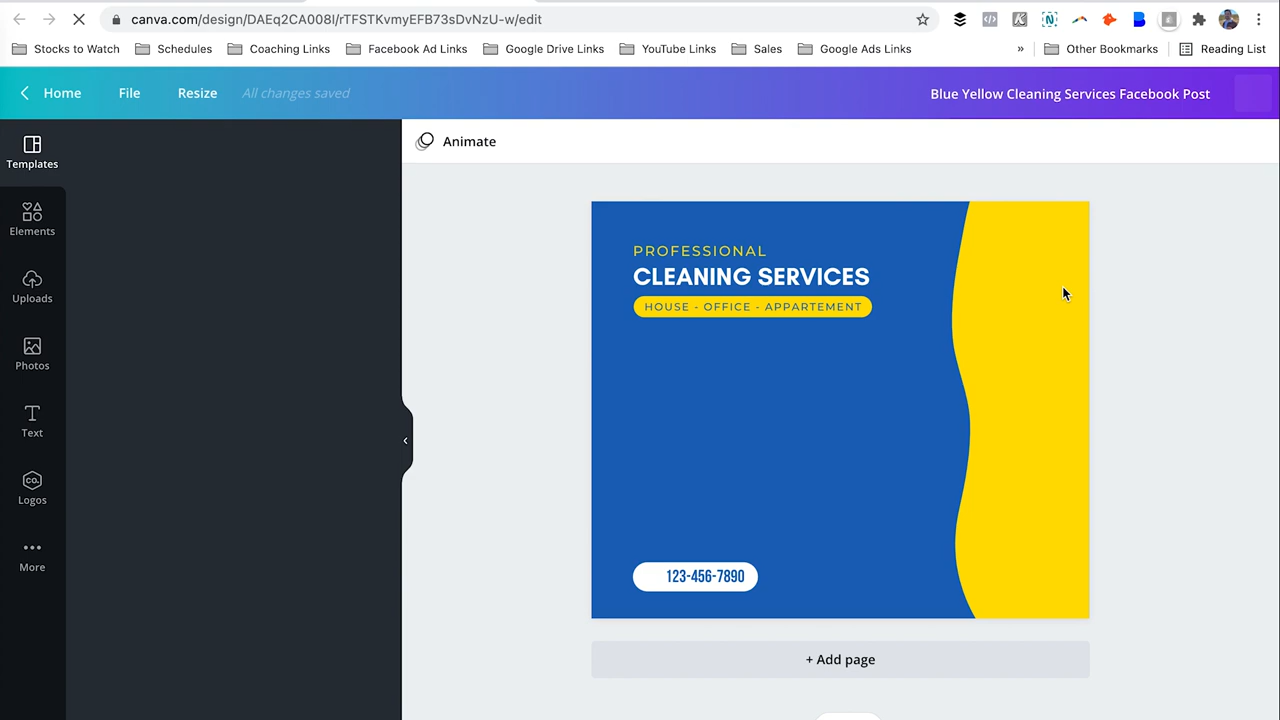 canva.com/design/DAEq2CA008I/rTFSTKvmyEFB73sDvNzU-w/edit
Stocks to Watch Schedules Coaching Links Facebook Ad Links Google Drive Links YouTube Links Sales Google Ads Links » Other Bookmarks Reading List
Home File Resize All changes saved Blue Yellow Cleaning Services Facebook Post
Animate
Templates
Elements
Uploads
Photos
Text
CO.
Logos
More
PROFESSIONAL
CLEANING SERVICES
HOUSE - OFFICE - APPARTEMENT
123-456-7890
+ Add page